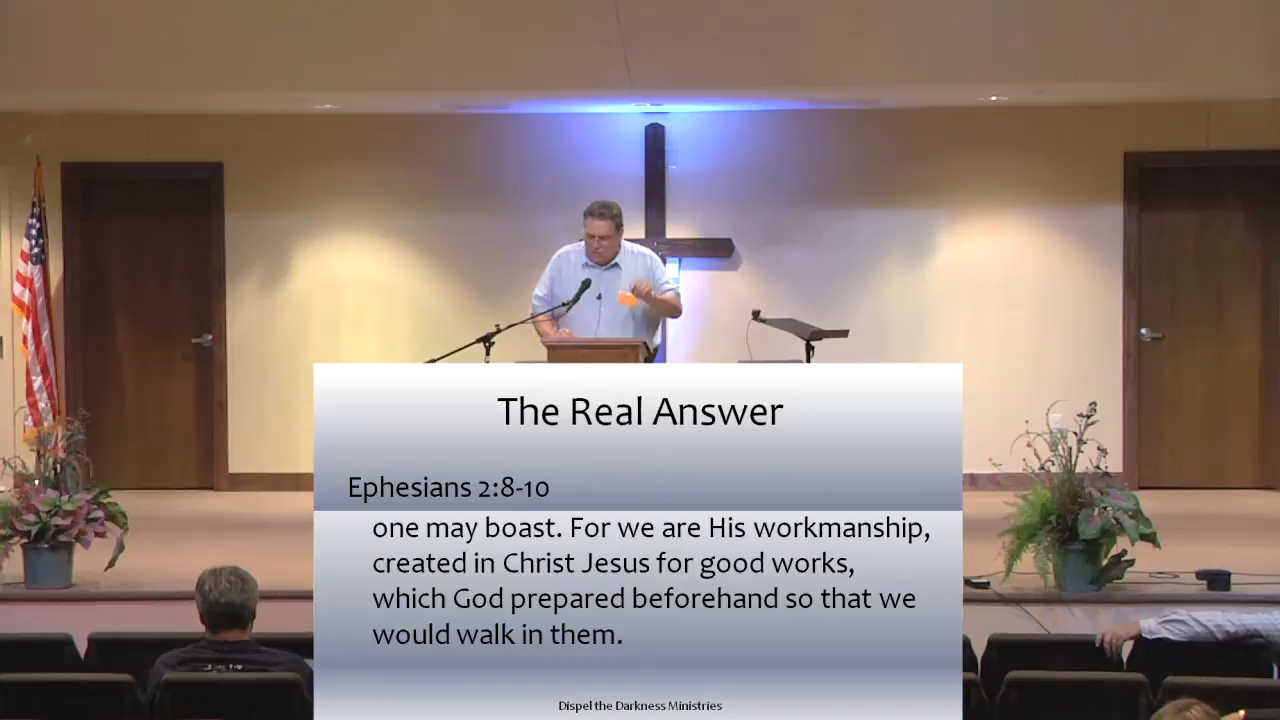 The Real Answer
Ephesians 2:8-10
one may boast. For we are His workmanship,
created in Christ Jesus for good works,
which God prepared beforehand so that we
would walk in them.
Dispel the Darkness Ministries